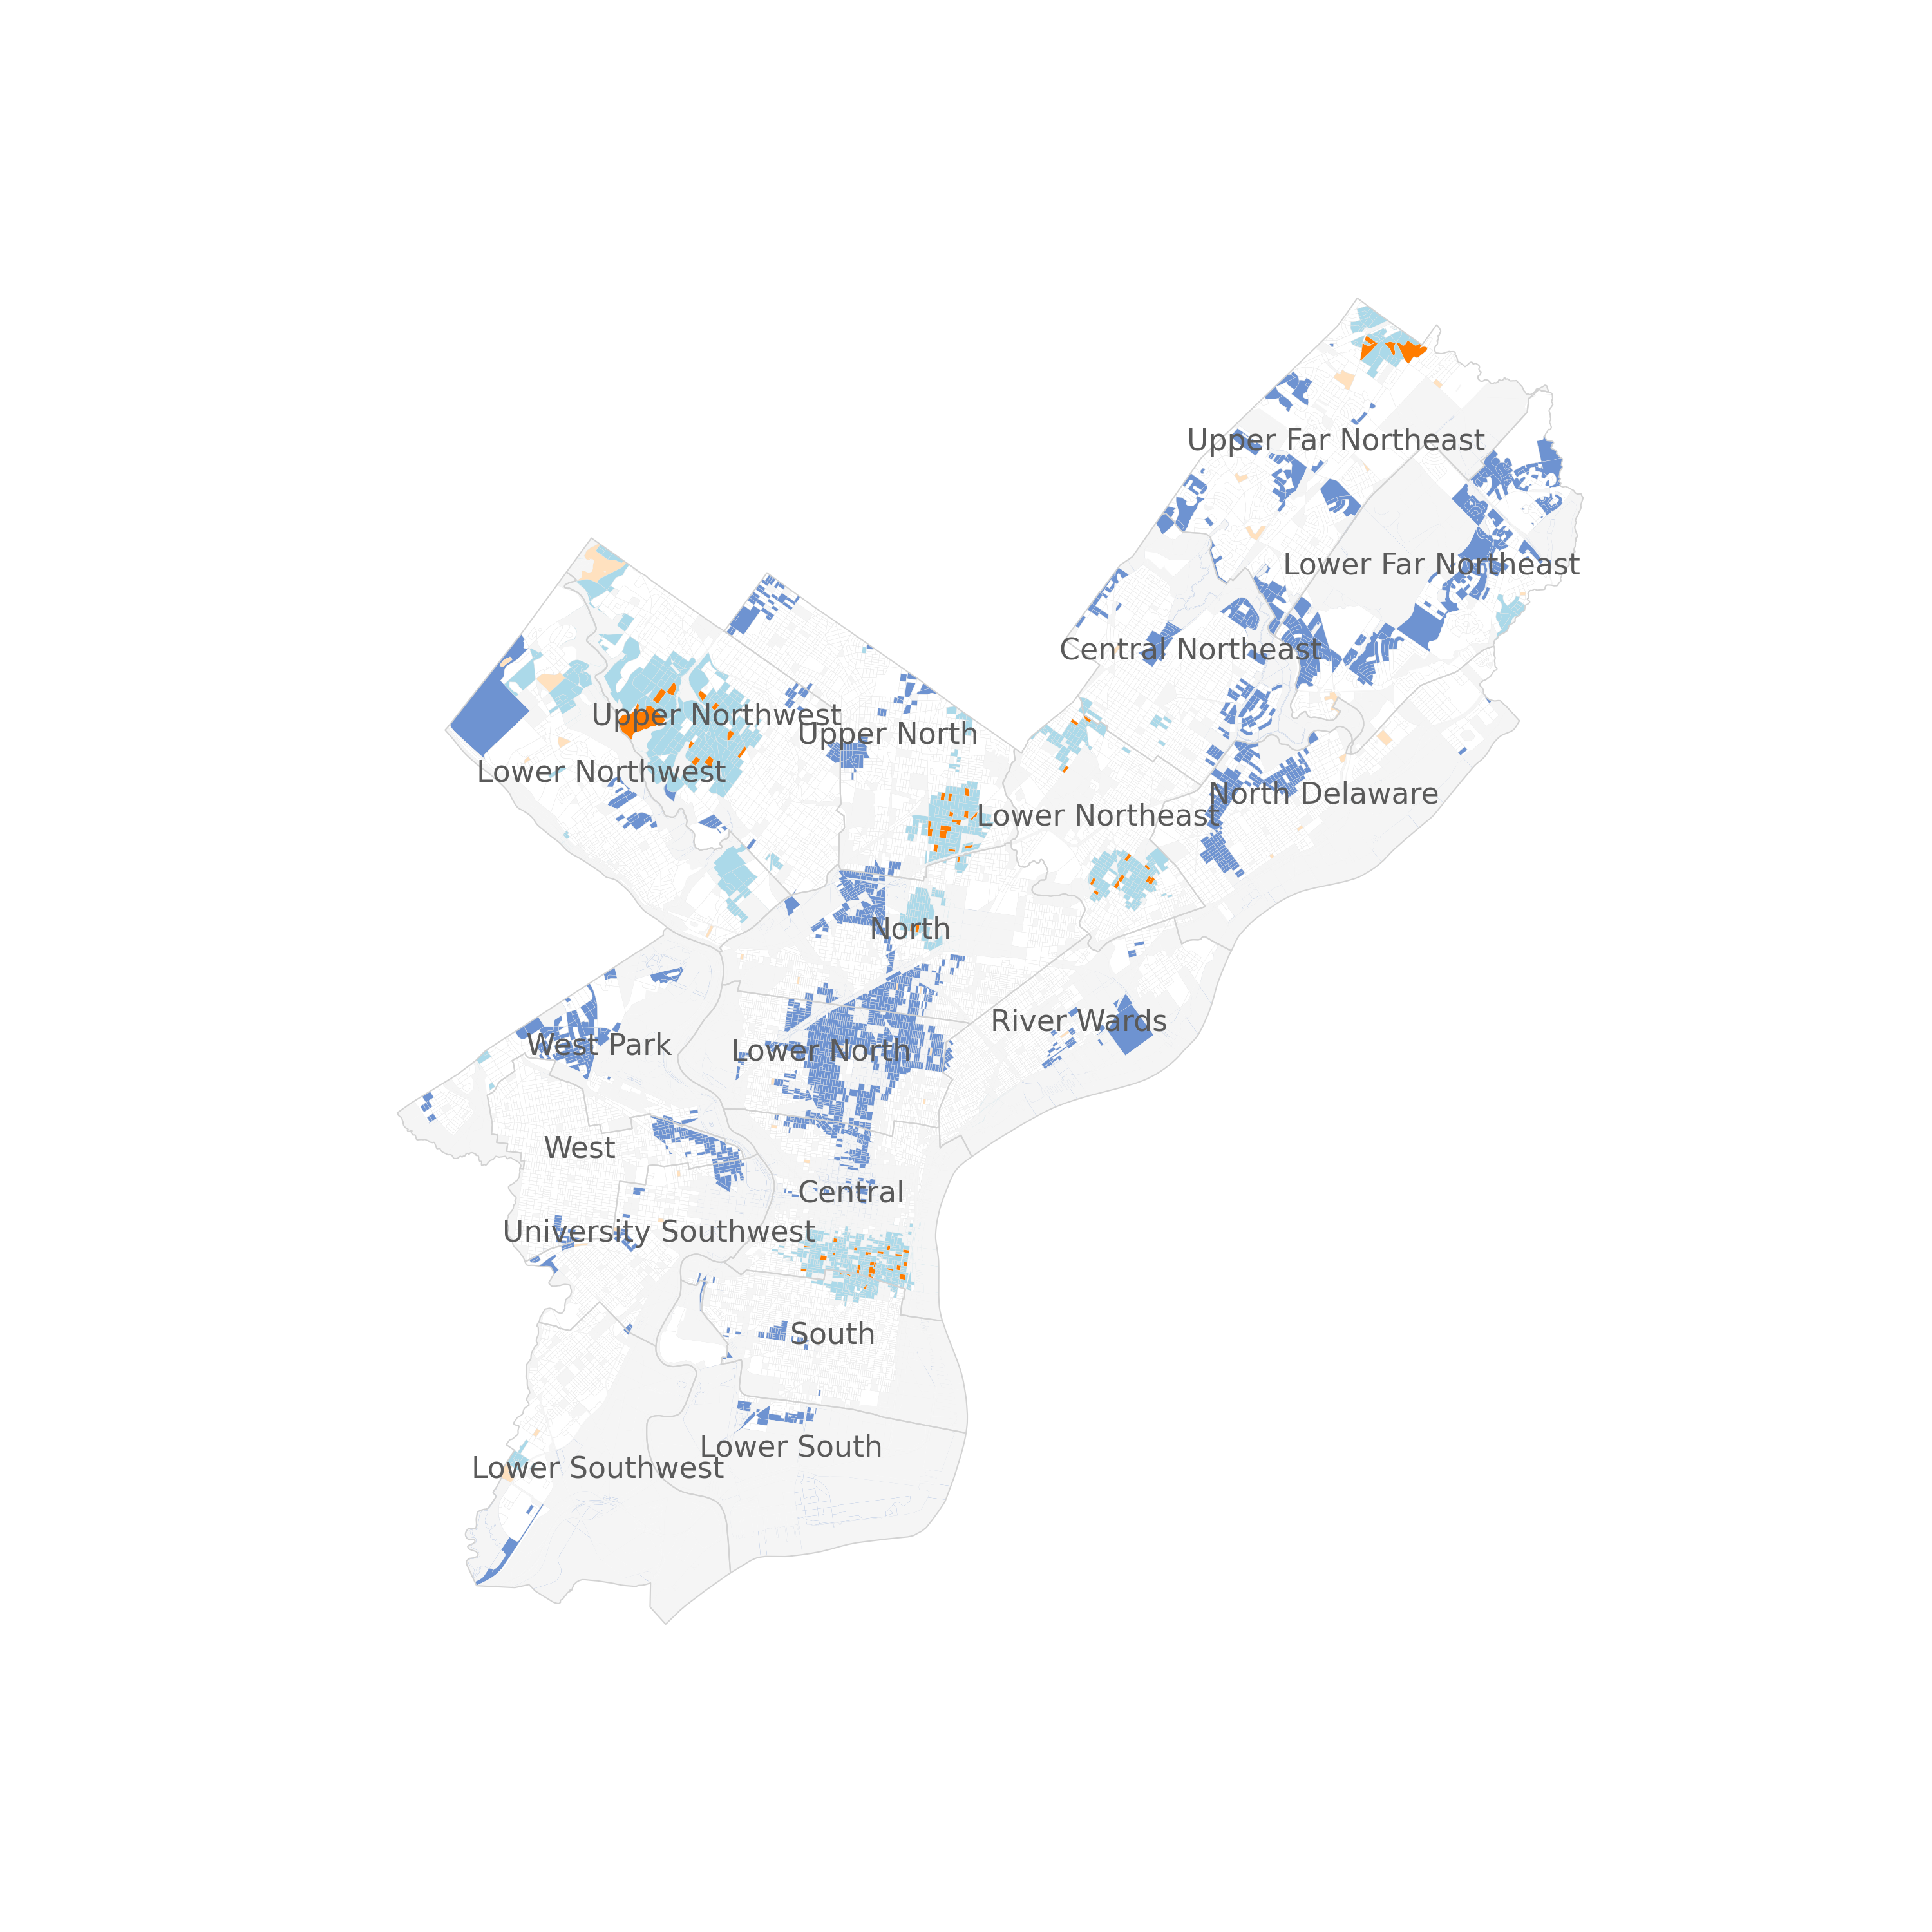 Upper Far Northeast
Lower Far Northeast
Central Northeast
Upper Northwest
Upper North
Lower Northwest
North Delaware
Lower Northeast
North
River Wards
West Park
Lower North
West
Central
University Southwest
South
Lower South
Lower Southwest